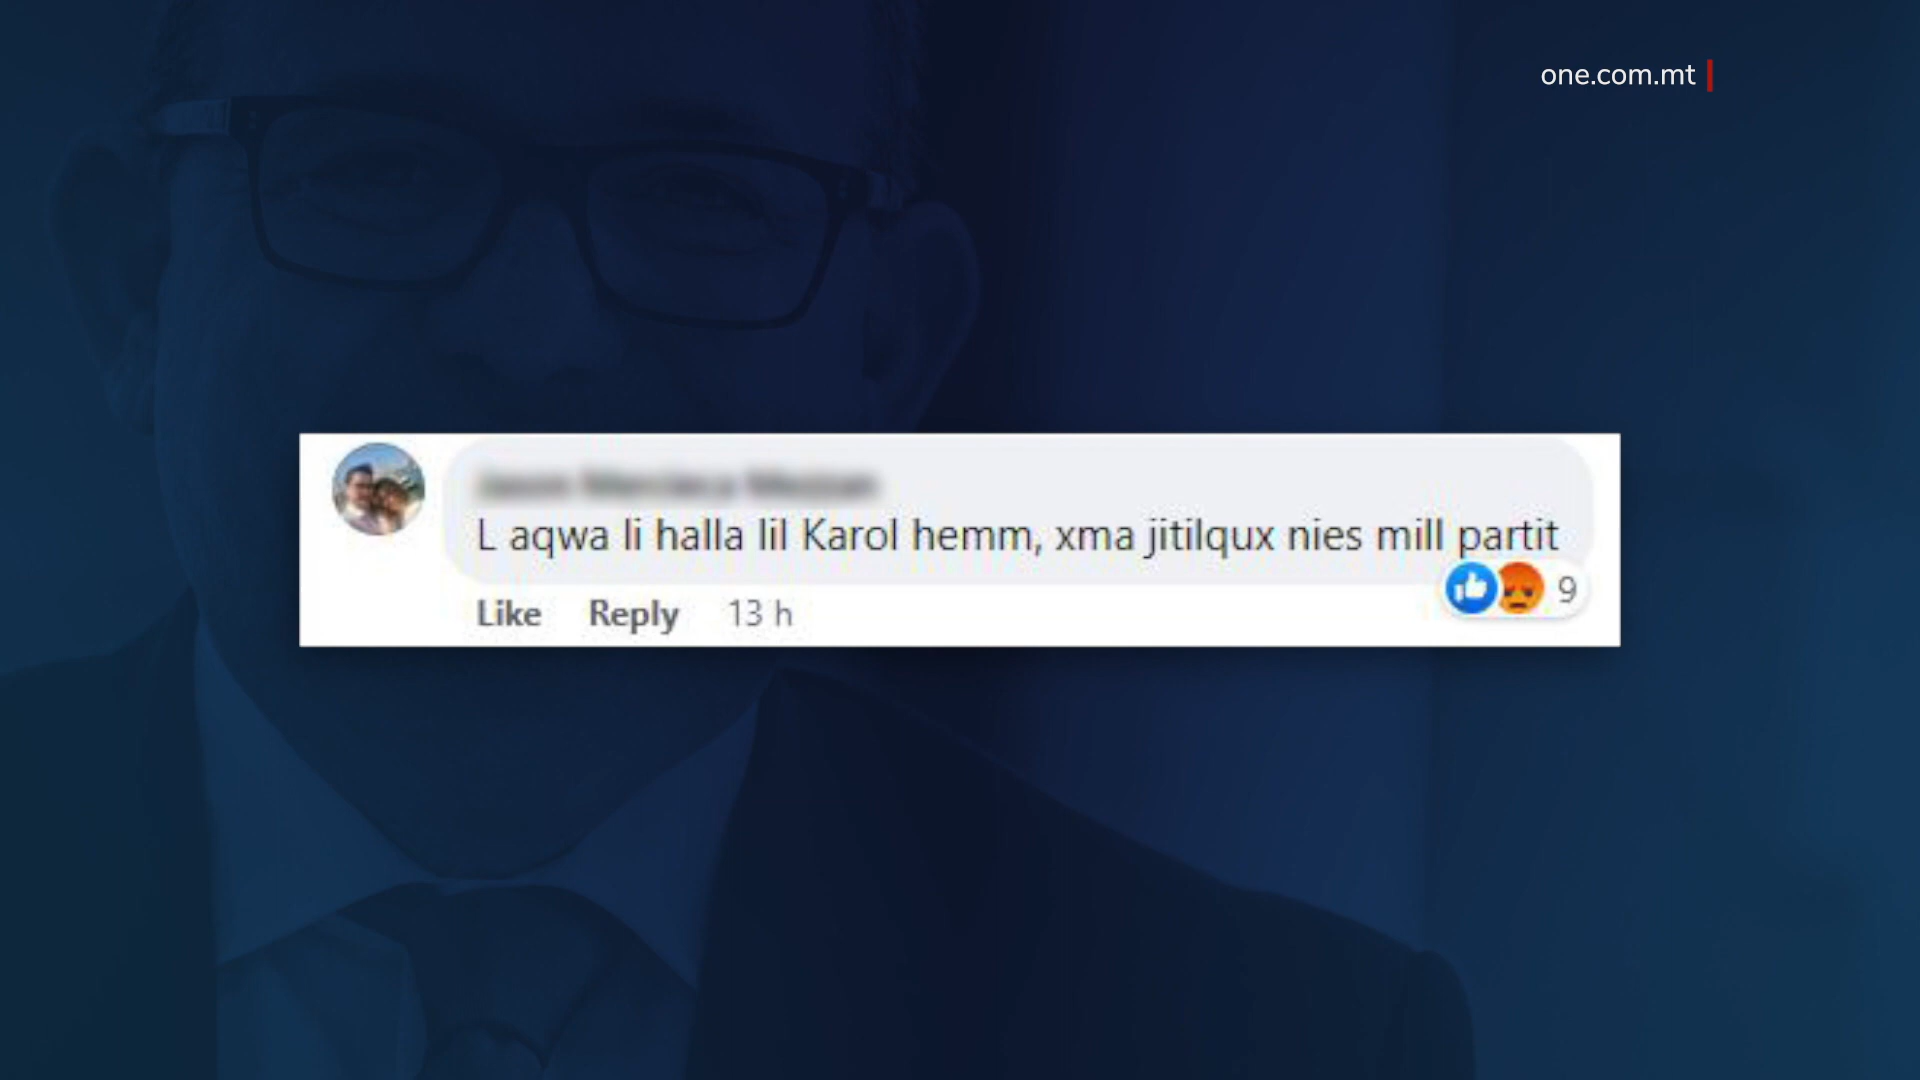 one.com.mt
L aqwa li halla lil Karol hemm, xma jitilqux nies mill partit
9
Like Reply 13 h